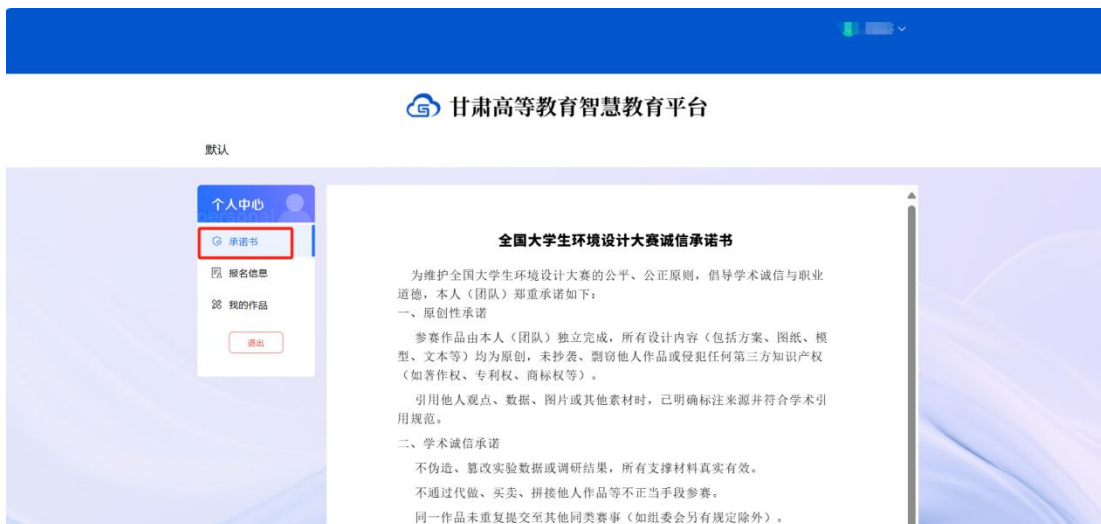 甘肃高等教育智慧教育平台
默认
个人中心
personal
承诺书
报名信息
我的作品
退出
全国大学生环境设计大赛诚信承诺书
为维护全国大学生环境设计大赛的公平、公正原则，倡导学术诚信与职业
道德，本人（团队）郑重承诺如下：
一、原创性承诺
参赛作品由本人（团队）独立完成，所有设计内容（包括方案、图纸、模
型、文本等）均为原创，未抄袭、剽窃他人作品或侵犯任何第三方知识产权
（如著作权、专利权、商标权等）。
引用他人观点、数据、图片或其他素材时，已明确标注来源并符合学术引
用规范。
二、学术诚信承诺
不伪造、篡改实验数据或调研结果，所有支撑材料真实有效。
不通过代做、买卖、拼接他人作品等不正当手段参赛。
同一作品未重复提交至其他同类赛事（如组委会另有规定除外）。